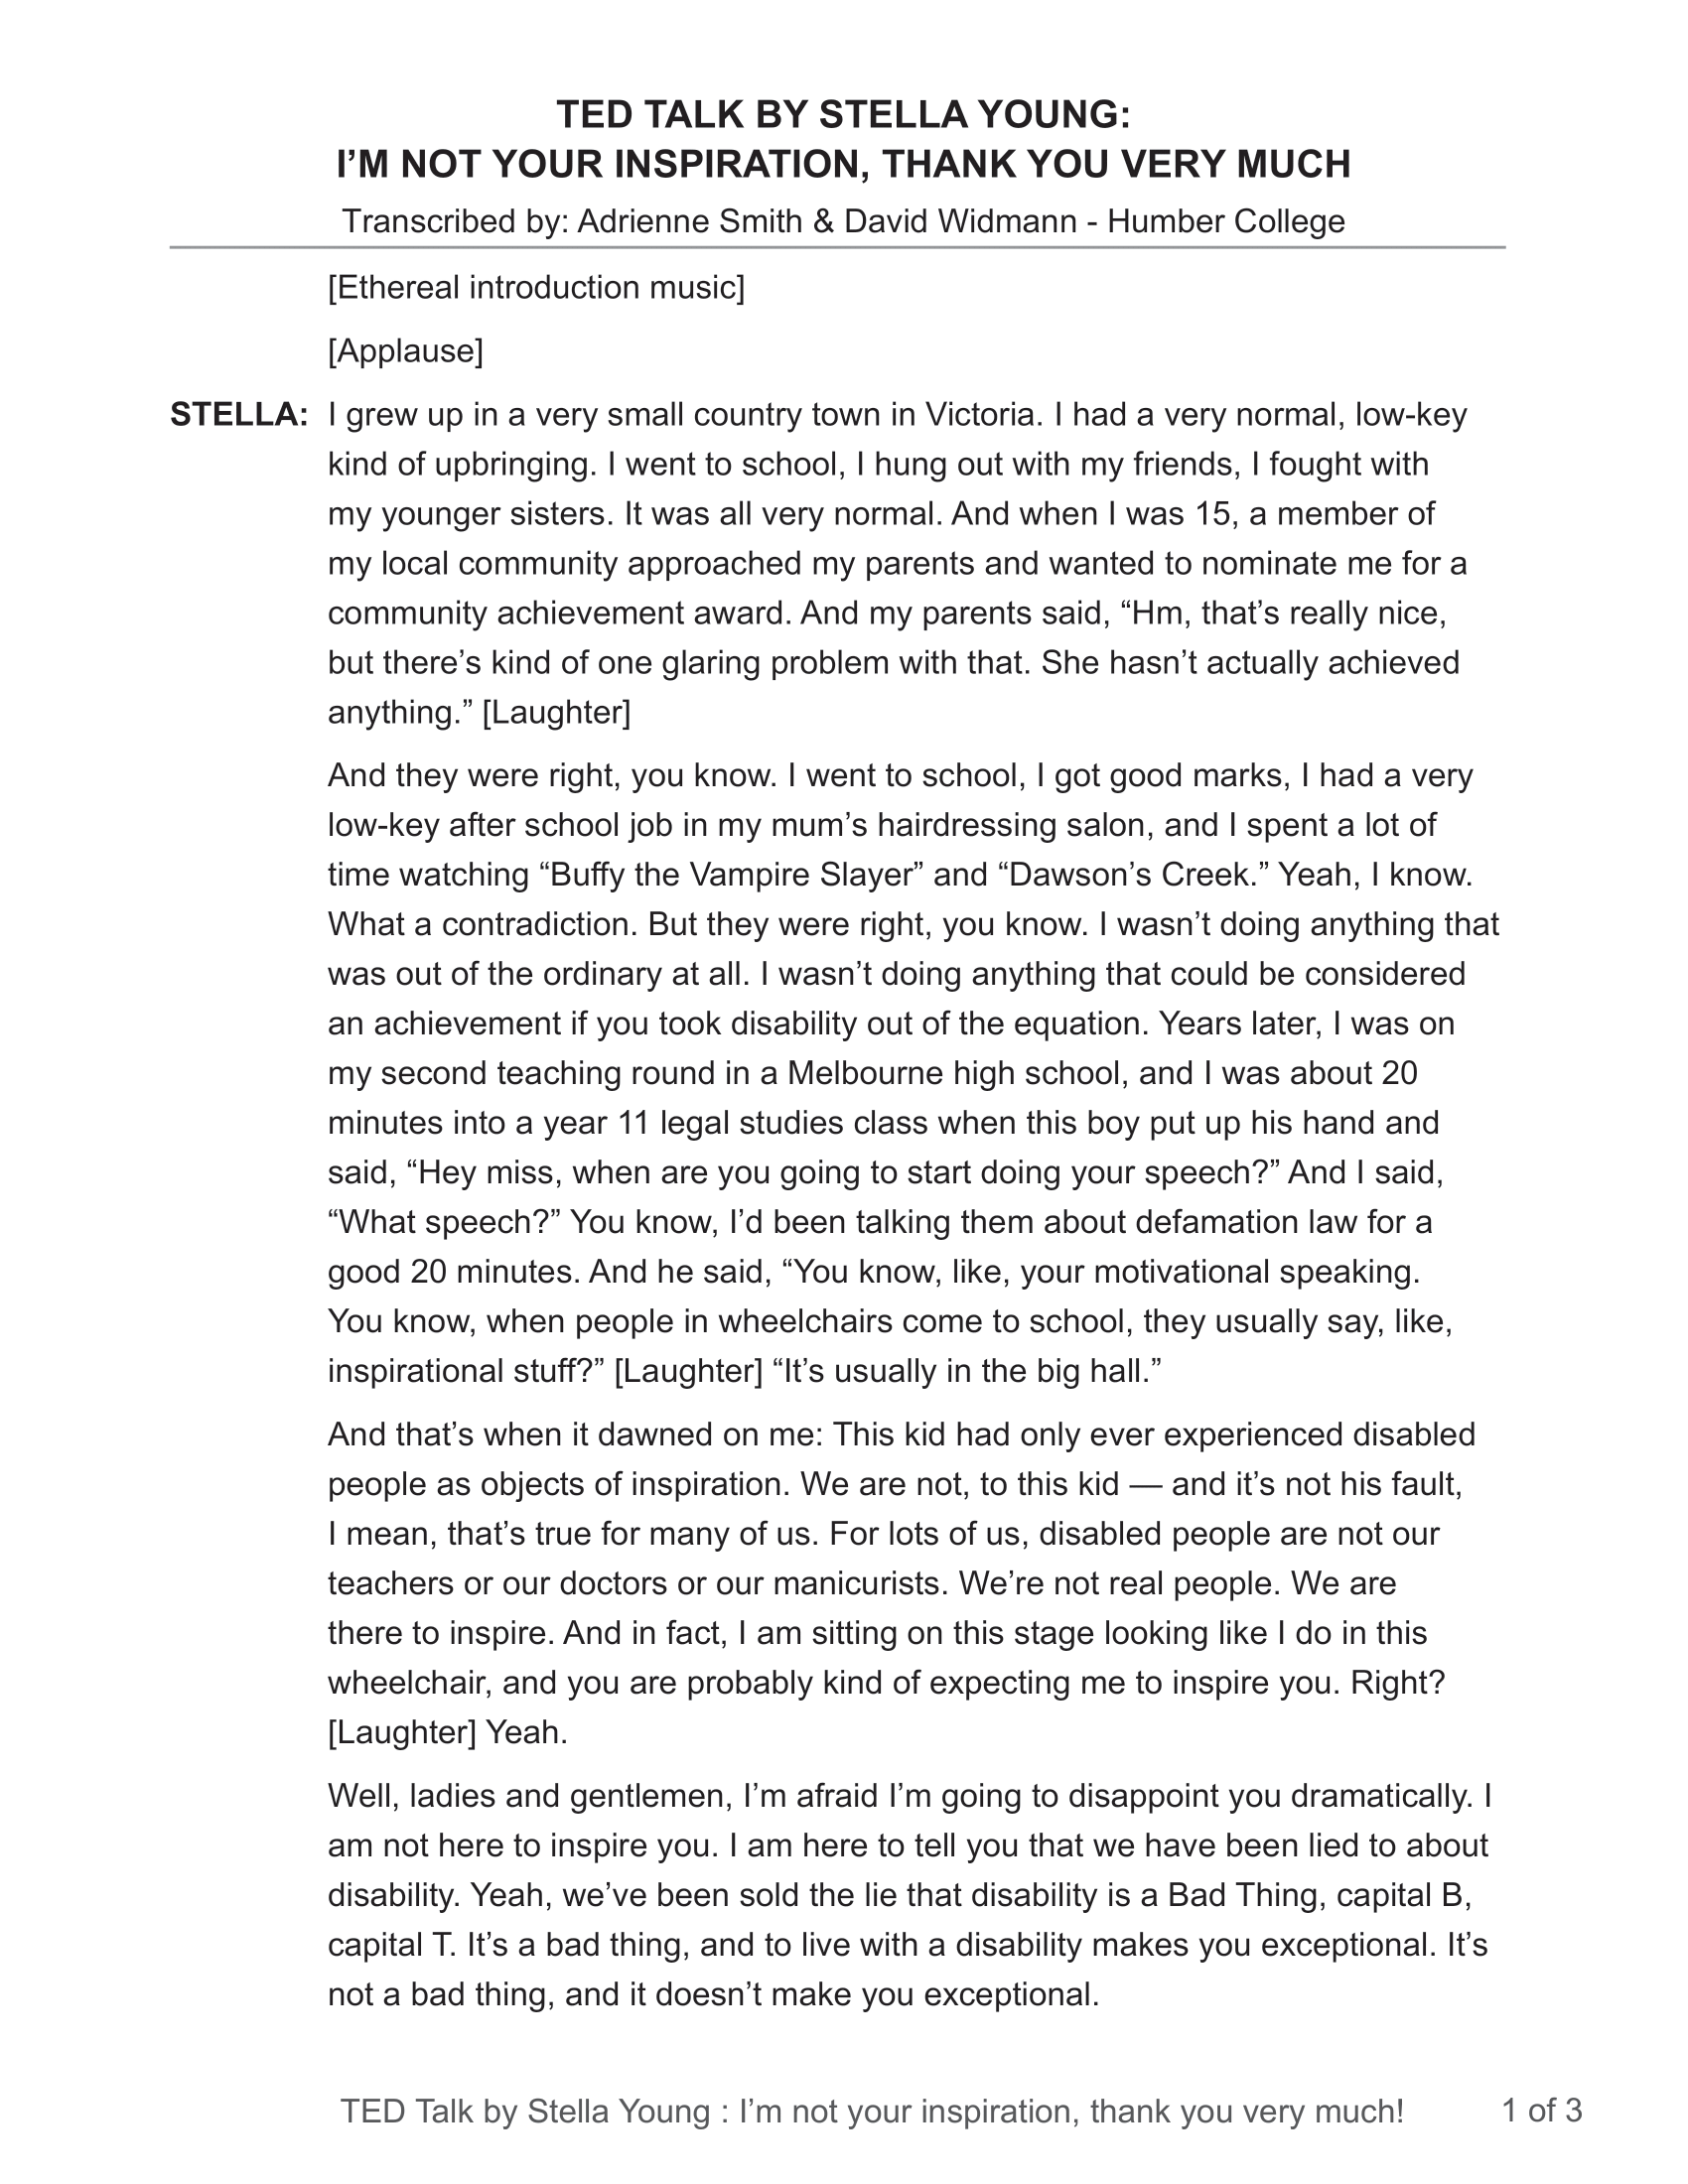 TED TALK BY STELLA YOUNG:
I’M NOT YOUR INSPIRATION, THANK YOU VERY MUCH
Transcribed by: Adrienne Smith & David Widmann - Humber College
[Ethereal introduction music]
[Applause]
STELLA: I grew up in a very small country town in Victoria. I had a very normal, low-key
kind of upbringing. I went to school, I hung out with my friends, I fought with
my younger sisters. It was all very normal. And when I was 15, a member of
my local community approached my parents and wanted to nominate me for a
community achievement award. And my parents said, “Hm, that’s really nice,
but there’s kind of one glaring problem with that. She hasn’t actually achieved
anything.” [Laughter]
And they were right, you know. I went to school, I got good marks, I had a very
low-key after school job in my mum’s hairdressing salon, and I spent a lot of
time watching “Buffy the Vampire Slayer” and “Dawson’s Creek.” Yeah, I know.
What a contradiction. But they were right, you know. I wasn’t doing anything that
was out of the ordinary at all. I wasn’t doing anything that could be considered
an achievement if you took disability out of the equation. Years later, I was on
my second teaching round in a Melbourne high school, and I was about 20
minutes into a year 11 legal studies class when this boy put up his hand and
said, “Hey miss, when are you going to start doing your speech?” And I said,
“What speech?” You know, I’d been talking them about defamation law for a
good 20 minutes. And he said, “You know, like, your motivational speaking.
You know, when people in wheelchairs come to school, they usually say, like,
inspirational stuff?” [Laughter] “It’s usually in the big hall.”
And that’s when it dawned on me: This kid had only ever experienced disabled
people as objects of inspiration. We are not, to this kid — and it’s not his fault,
I mean, that’s true for many of us. For lots of us, disabled people are not our
teachers or our doctors or our manicurists. We’re not real people. We are
there to inspire. And in fact, I am sitting on this stage looking like I do in this
wheelchair, and you are probably kind of expecting me to inspire you. Right?
[Laughter] Yeah.
Well, ladies and gentlemen, I’m afraid I’m going to disappoint you dramatically. I
am not here to inspire you. I am here to tell you that we have been lied to about
disability. Yeah, we’ve been sold the lie that disability is a Bad Thing, capital B,
capital T. It’s a bad thing, and to live with a disability makes you exceptional. It’s
not a bad thing, and it doesn’t make you exceptional.
TED Talk by Stella Young : I’m not your inspiration, thank you very much! 1 of 3